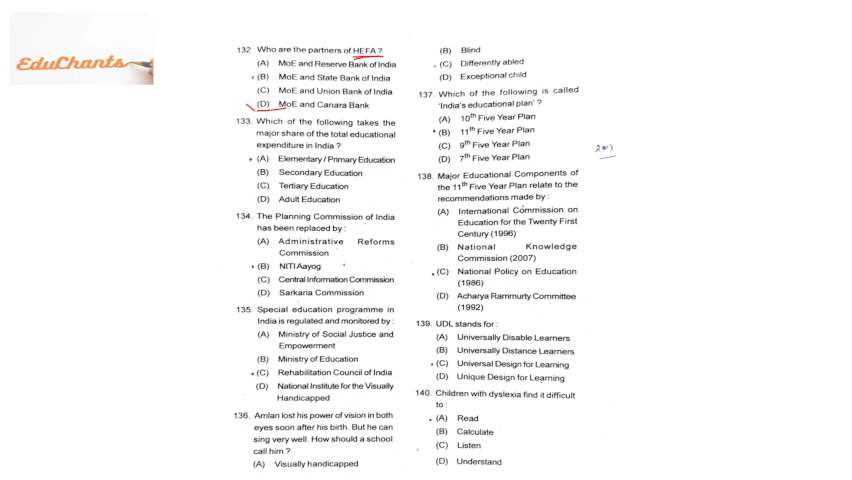 EduChants
132. Who are the partners of HEFA ?
(A) MoE and Reserve Bank of India
(B) MoE and State Bank of India
(C) MoE and Union Bank of India
(D) MoE and Canara Bank
133. Which of the following takes the
major share of the total educational
expenditure in India ?
(A) Elementary / Primary Education
(B) Secondary Education
(C) Tertiary Education
(D) Adult Education
134. The Planning Commission of India
has been replaced by :
(A) Administrative Reforms
Commission
(B) NITI Aayog
(C) Central Information Commission
(D) Sarkaria Commission
135. Special education programme in
India is regulated and monitored by :
(A) Ministry of Social Justice and
Empowerment
(B) Ministry of Education
(C) Rehabilitation Council of India
(D) National Institute for the Visually
Handicapped
136. Amlan lost his power of vision in both
eyes soon after his birth. But he can
sing very well. How should a school
call him ?
(A) Visually handicapped
(B) Blind
(C) Differently abled
(D) Exceptional child
137. Which of the following is called
'India's educational plan' ?
(A) 10th Five Year Plan
(B) 11th Five Year Plan
(C) 9th Five Year Plan
(D) 7th Five Year Plan
138. Major Educational Components of
the 11th Five Year Plan relate to the
recommendations made by :
(A) International Commission on
Education for the Twenty First
Century (1996)
(B) National Knowledge
Commission (2007)
(C) National Policy on Education
(1986)
(D) Acharya Rammurty Committee
(1992)
139. UDL stands for :
(A) Universally Disable Learners
(B) Universally Distance Learners
(C) Universal Design for Learning
(D) Unique Design for Learning
140. Children with dyslexia find it difficult
to :
(A) Read
(B) Calculate
(C) Listen
(D) Understand